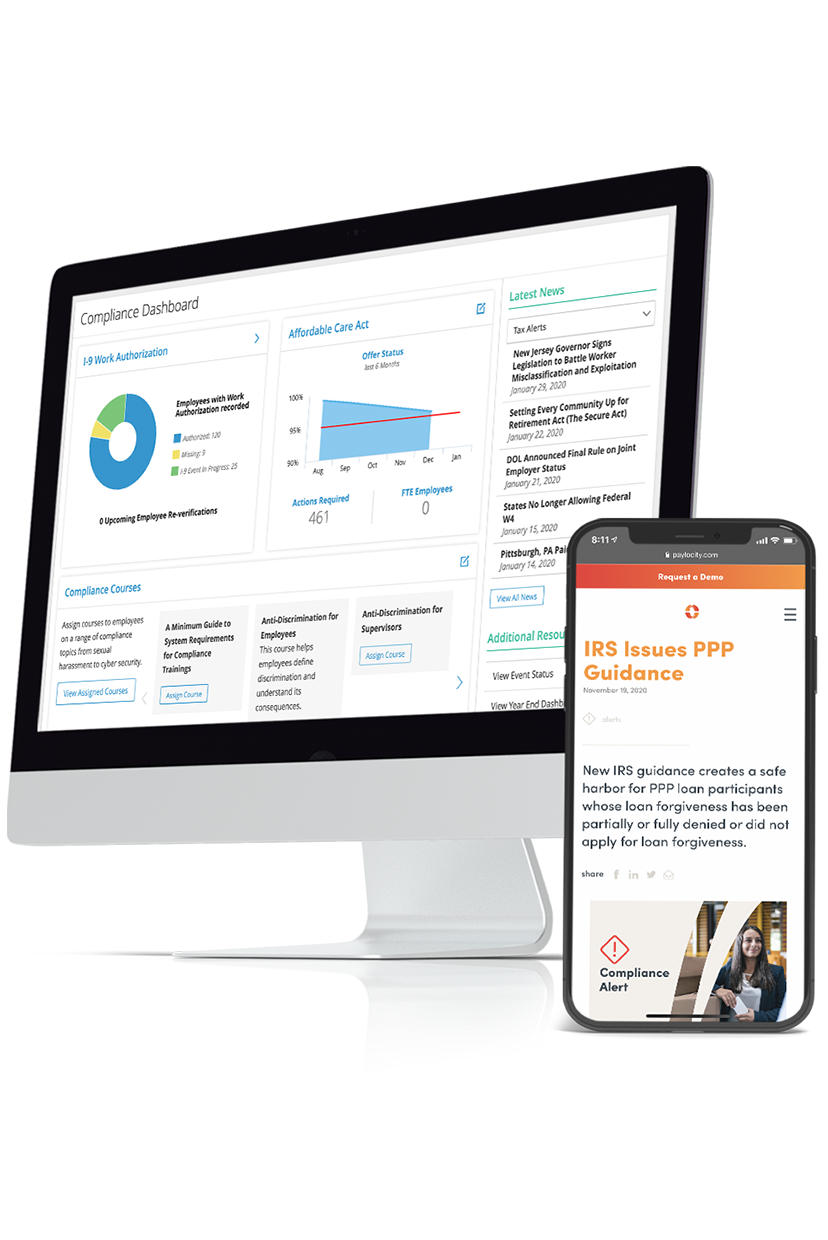 Compliance Dashboard
I-9 Work Authorization
Employees with Work
Authorization recorded
Authorized: 120
Missing: 9
I-9 Event In Progress: 25
0 Upcoming Employee Re-verifications
Affordable Care Act
Offer Status
last 6 Months
100%
95%
90%
Aug Sep Oct Nov Dec Jan
Actions Required
461
FTE Employees
0
Compliance Courses
Assign courses to employees
on a range of compliance
topics from sexual
harassment to cyber security.
View Assigned Courses
A Minimum Guide to
System Requirements
for Compliance
Trainings
Assign Course
Anti-Discrimination for
Employees
This course helps
employees define
discrimination and
understand its
consequences.
Anti-Discrimination for
Supervisors
Assign Course
Latest News
Tax Alerts
New Jersey Governor Signs
Legislation to Battle Worker
Misclassification and Exploitation
January 29, 2020
Setting Every Community Up for
Retirement Act (The Secure Act)
January 22, 2020
DOL Announced Final Rule on Joint
Employer Status
January 21, 2020
States No Longer Allowing Federal
W4
January 15, 2020
Pittsburgh, PA Pai
January 14, 2020
View All News
Additional Resou
View Event Status
View Year End Dashb
8:11
paylocity.com
Request a Demo
IRS Issues PPP
Guidance
November 19, 2020
alerts
New IRS guidance creates a safe
harbor for PPP loan participants
whose loan forgiveness has been
partially or fully denied or did not
apply for loan forgiveness.
share
Compliance
Alert